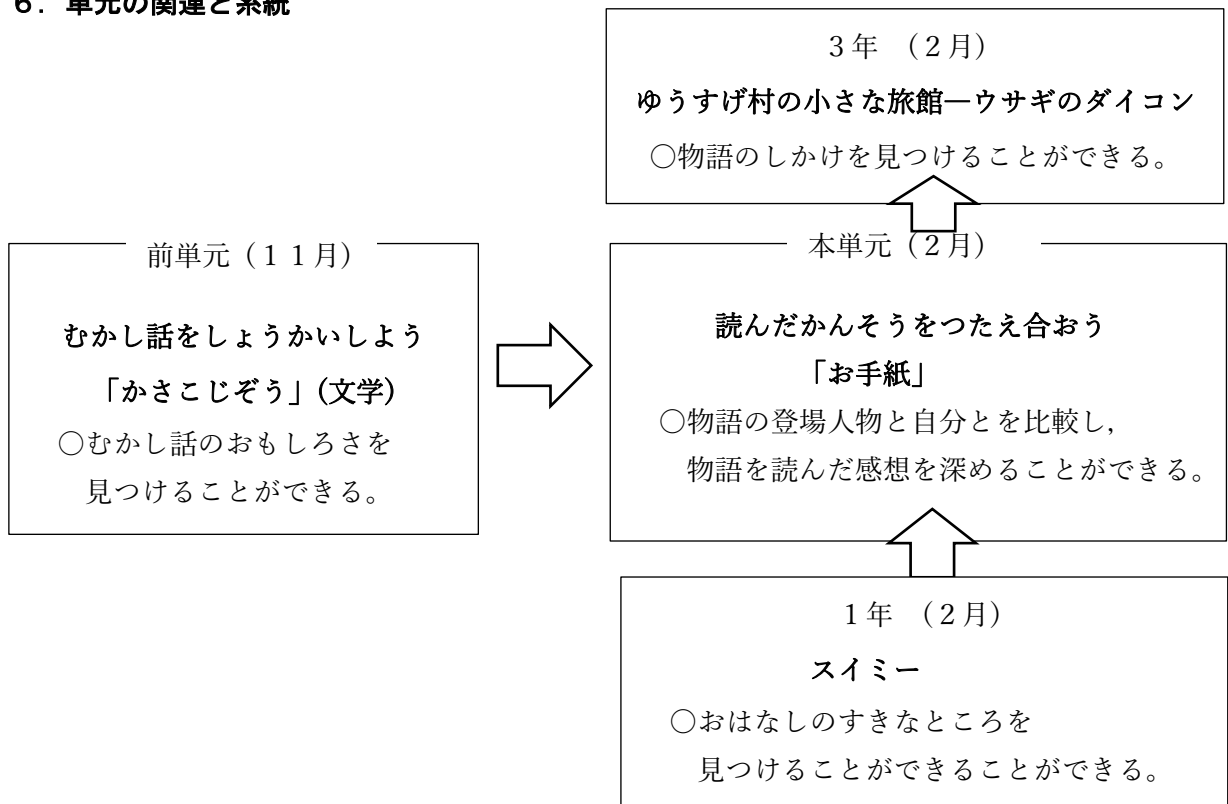 6．単元の関連と系統
3年　（2月）
ゆうすげ村の小さな旅館―ウサギのダイコン
○物語のしかけを見つけることができる。
前単元（11月）
むかし話をしょうかいしよう
「かさこじぞう」（文学）
○むかし話のおもしろさを
見つけることができる。
本単元（2月）
読んだかんそうをつたえ合おう
「お手紙」
○物語の登場人物と自分とを比較し，
物語を読んだ感想を深めることができる。
1年　（2月）
スイミー
○おはなしのすきなところを
見つけることができることができる。